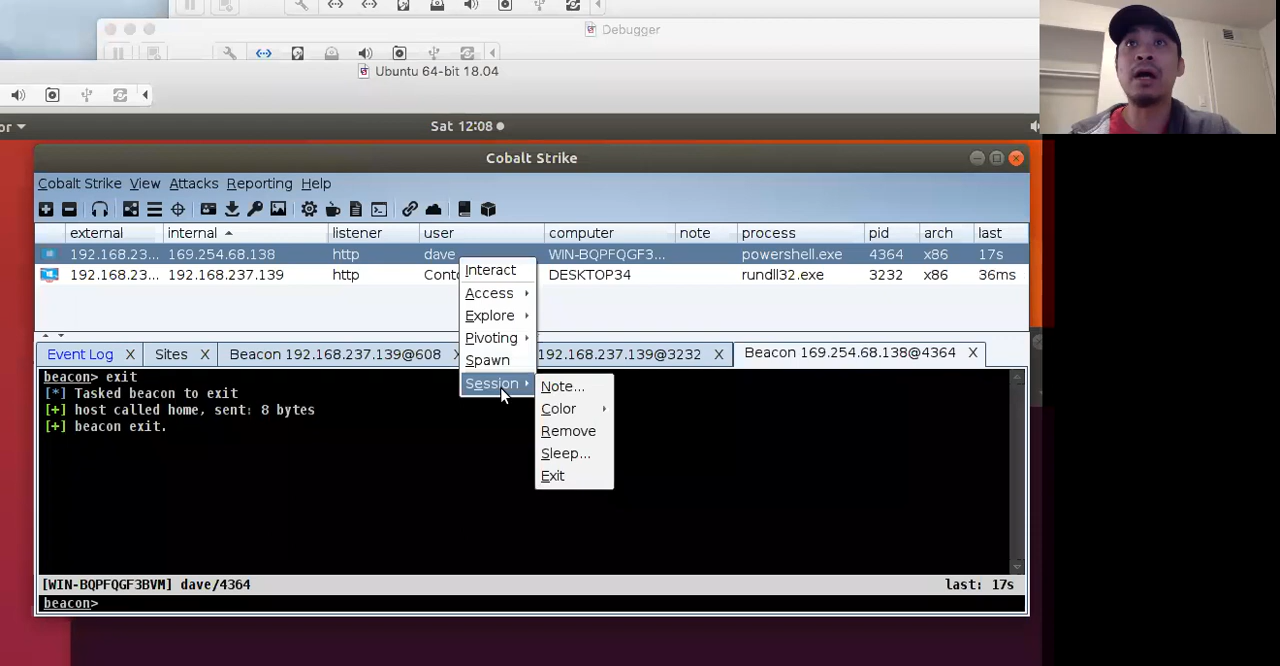 Debugger
Ubuntu 64-bit 18.04
or
Sat 12:08
Cobalt Strike
Cobalt Strike View Attacks Reporting Help
external internal listener user computer note process pid arch last
192.168.23... 169.254.68.138 http dave WIN-BQPFQGF3... powershell.exe 4364 x86 17s
192.168.23... 192.168.237.139 http Conto DESKTOP34 rundll32.exe 3232 x86 36ms
Interact
Access
Explore
Pivoting
Spawn
Session
Note...
Color
Remove
Sleep...
Exit
Event Log X Sites X Beacon 192.168.237.139@608 X 192.168.237.139@3232 X Beacon 169.254.68.138@4364 X
beacon> exit
[*] Tasked beacon to exit
[+] host called home, sent: 8 bytes
[+] beacon exit.
[WIN-BQPFQGF3BVM] dave/4364 last: 17s
beacon>